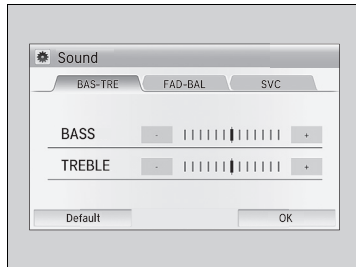 Sound
BAS-TRE FAD-BAL SVC
BASS - +
TREBLE - +
Default OK